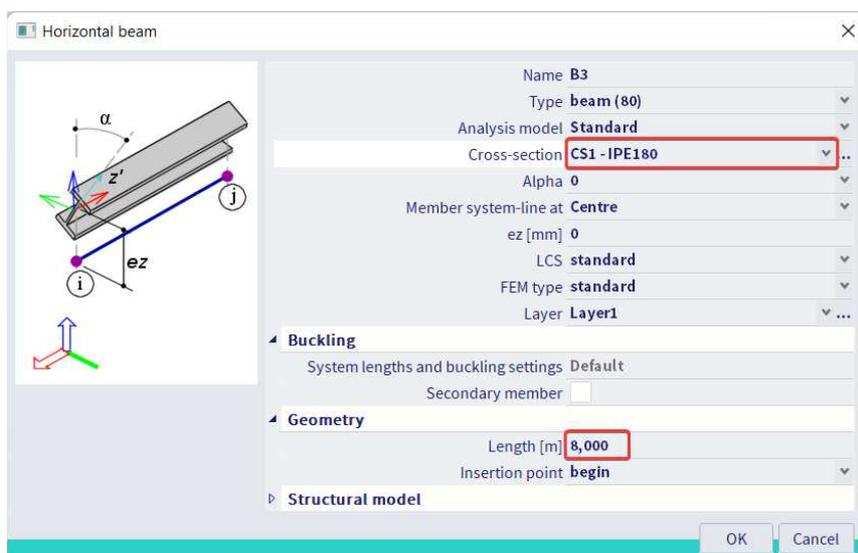 Horizontal beam
α
z'
j
ez
i
Name B3
Type beam (80)
Analysis model Standard
Cross-section CS1 - IPE180 ...
Alpha 0
Member system-line at Centre
ez [mm] 0
LCS standard
FEM type standard
Layer Layer1 ...
Buckling
System lengths and buckling settings Default
Secondary member
Geometry
Length [m] 8,000
Insertion point begin
Structural model
OK Cancel